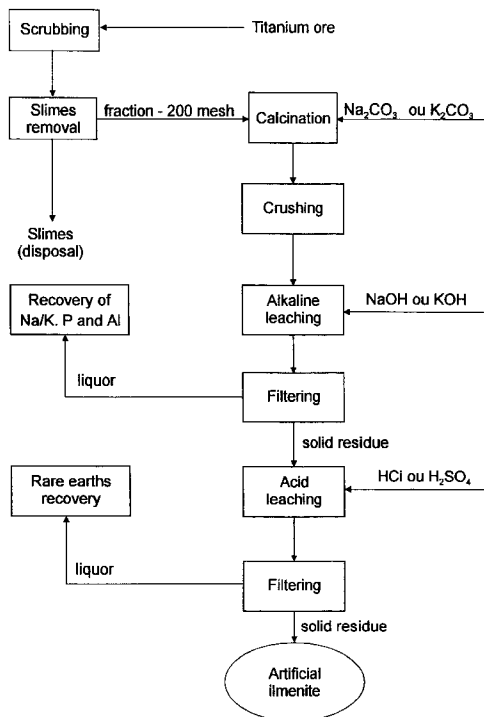 Scrubbing
Titanium ore
Slimes
removal
fraction - 200 mesh
Calcination
Na₂CO₃ ou K₂CO₃
Crushing
Slimes
(disposal)
Recovery of
Na/K. P and Al
Alkaline
leaching
NaOH ou KOH
liquor
Filtering
solid residue
Rare earths
recovery
Acid
leaching
HCi ou H₂SO₄
liquor
Filtering
solid residue
Artificial
ilmenite